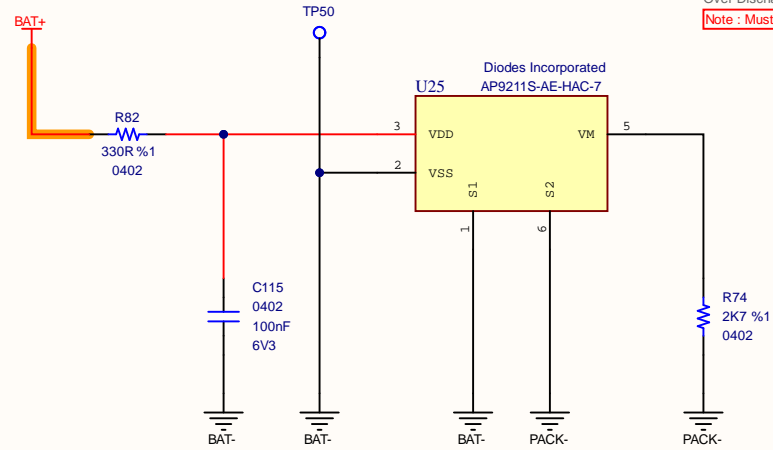 Over Discha
Note : Must
BAT+
TP50
R82
330R %1
0402
Diodes Incorporated
U25
AP9211S-AE-HAC-7
3
VDD
VM
5
2
VSS
S1
S2
1
6
C115
0402
100nF
6V3
R74
2K7 %1
0402
BAT-
BAT-
BAT-
PACK-
PACK-